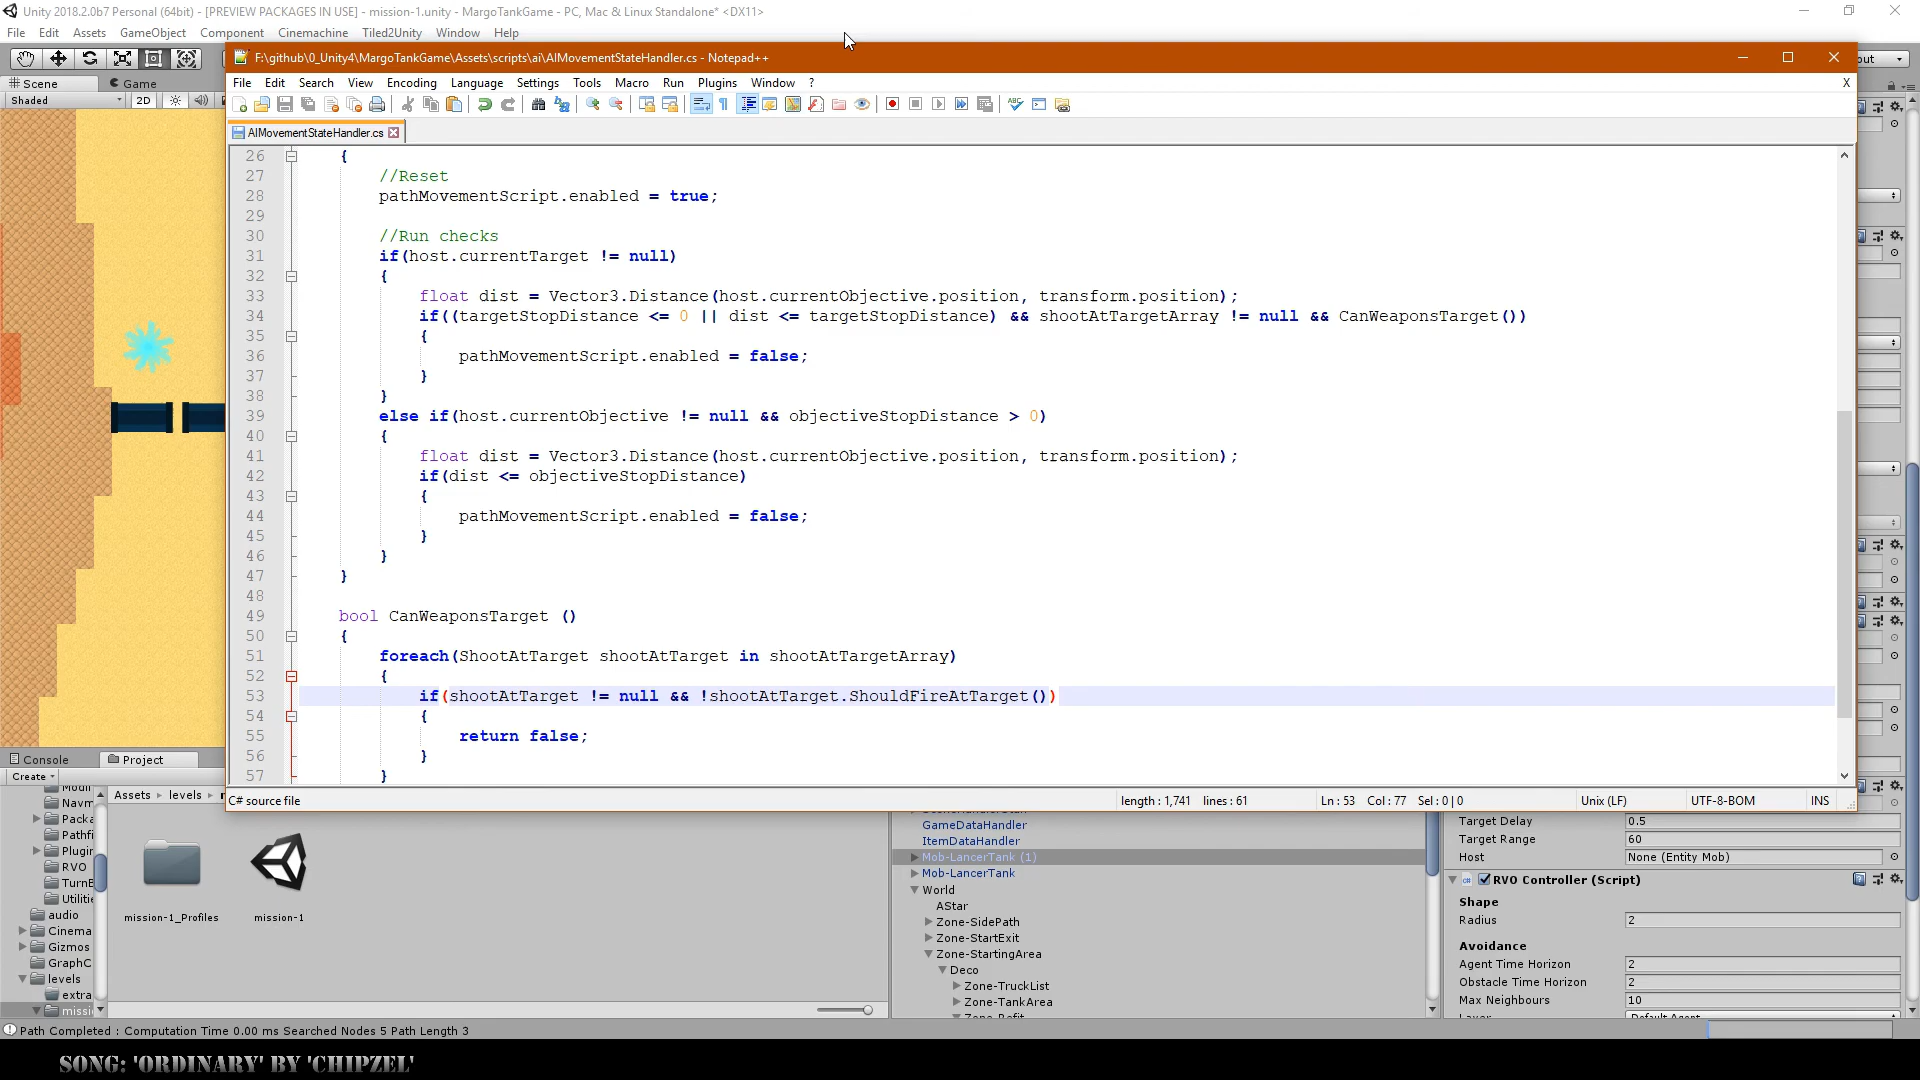 Unity 2018.2.0b7 Personal (64bit) - [PREVIEW PACKAGES IN USE] - mission-1.unity - MargoTankGame - PC, Mac & Linux Standalone* <DX11>
File Edit Assets GameObject Component Cinemachine Tiled2Unity Window Help
F:\github\0_Unity4\MargoTankGame\Assets\scripts\ai\AIMovementStateHandler.cs - Notepad++
Scene Game
Shaded 2D
File Edit Search View Encoding Language Settings Tools Macro Run Plugins Window ? X
AIMovementStateHandler.cs
26 {
27 //Reset
28 pathMovementScript.enabled = true;
29
30 //Run checks
31 if(host.currentTarget != null)
32 {
33 float dist = Vector3.Distance(host.currentObjective.position, transform.position);
34 if((targetStopDistance <= 0 || dist <= targetStopDistance) && shootAtTargetArray != null && CanWeaponsTarget())
35 {
36 pathMovementScript.enabled = false;
37 }
38 }
39 else if(host.currentObjective != null && objectiveStopDistance > 0)
40 {
41 float dist = Vector3.Distance(host.currentObjective.position, transform.position);
42 if(dist <= objectiveStopDistance)
43 {
44 pathMovementScript.enabled = false;
45 }
46 }
47 }
48
49 bool CanWeaponsTarget ()
50 {
51 foreach(ShootAtTarget shootAtTarget in shootAtTargetArray)
52 {
53 if(shootAtTarget != null && !shootAtTarget.ShouldFireAtTarget())
54 {
55 return false;
56 }
57 }
C# source file length : 1,741 lines : 61 Ln : 53 Col : 77 Sel : 0 | 0 Unix (LF) UTF-8-BOM INS
Console Project
Create
Assets levels
Navm
Packa
Pathfi
Plugin
RVO
TurnB
Utiliti
audio
Cinema
Gizmos
GraphC
levels
extra
missi
mission-1_Profiles
mission-1
GameDataHandler
ItemDataHandler
Mob-LancerTank (1)
Mob-LancerTank
World
AStar
Zone-SidePath
Zone-StartExit
Zone-StartingArea
Deco
Zone-TruckList
Zone-TankArea
Target Delay 0.5
Target Range 60
Host None (Entity Mob)
RVO Controller (Script)
Shape
Radius 2
Avoidance
Agent Time Horizon 2
Obstacle Time Horizon 2
Max Neighbours 10
Path Completed : Computation Time 0.00 ms Searched Nodes 5 Path Length 3
SONG: 'ORDINARY' BY 'CHIPZEL'